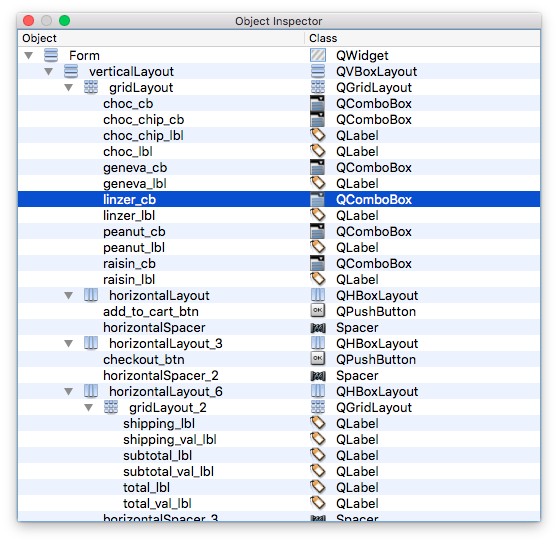 Object Inspector
Object Class
Form QWidget
verticalLayout QVBoxLayout
gridLayout QGridLayout
choc_cb QComboBox
choc_chip_cb QComboBox
choc_chip_lbl QLabel
choc_lbl QLabel
geneva_cb QComboBox
geneva_lbl QLabel
linzer_cb QComboBox
linzer_lbl QLabel
peanut_cb QComboBox
peanut_lbl QLabel
raisin_cb QComboBox
raisin_lbl QLabel
horizontalLayout QHBoxLayout
add_to_cart_btn OK QPushButton
horizontalSpacer Spacer
horizontalLayout_3 QHBoxLayout
checkout_btn OK QPushButton
horizontalSpacer_2 Spacer
horizontalLayout_6 QHBoxLayout
gridLayout_2 QGridLayout
shipping_lbl QLabel
shipping_val_lbl QLabel
subtotal_lbl QLabel
subtotal_val_lbl QLabel
total_lbl QLabel
total_val_lbl QLabel
horizontalSpacer_3 Spacer